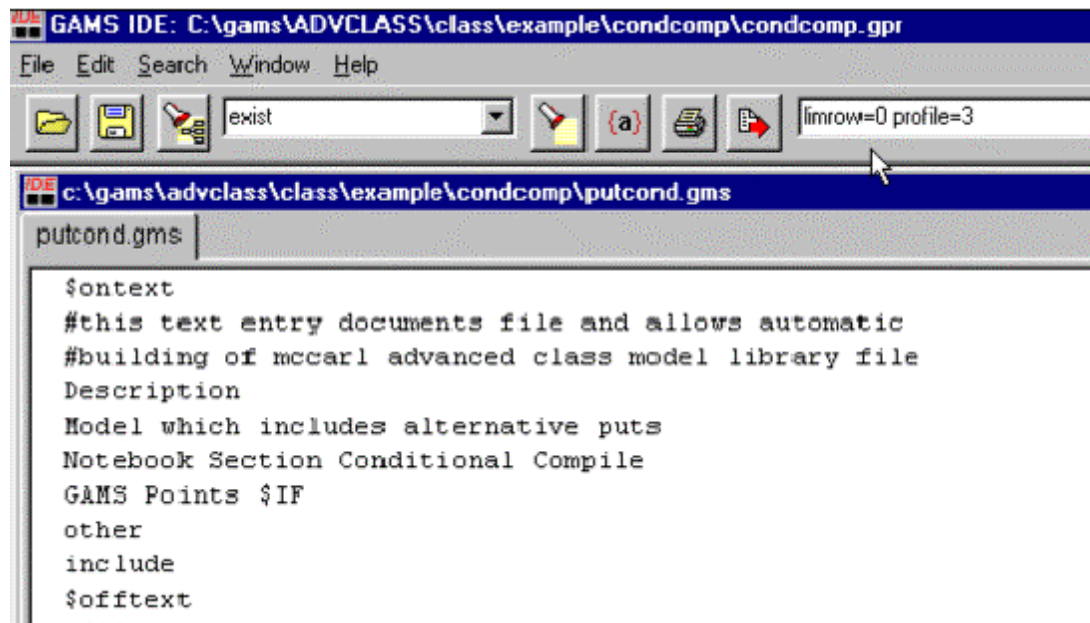 IDE GAMS IDE: C:\gams\ADVCLASS\class\example\condcomp\condcomp.gpr
File Edit Search Window Help
exist {a} limrow=0 profile=3
IDE c:\gams\advclass\class\example\condcomp\putcond.gms
putcond.gms
$ontext
#this text entry documents file and allows automatic
#building of mccarl advanced class model library file
Description
Model which includes alternative puts
Notebook Section Conditional Compile
GAMS Points $IF
other
include
$offtext